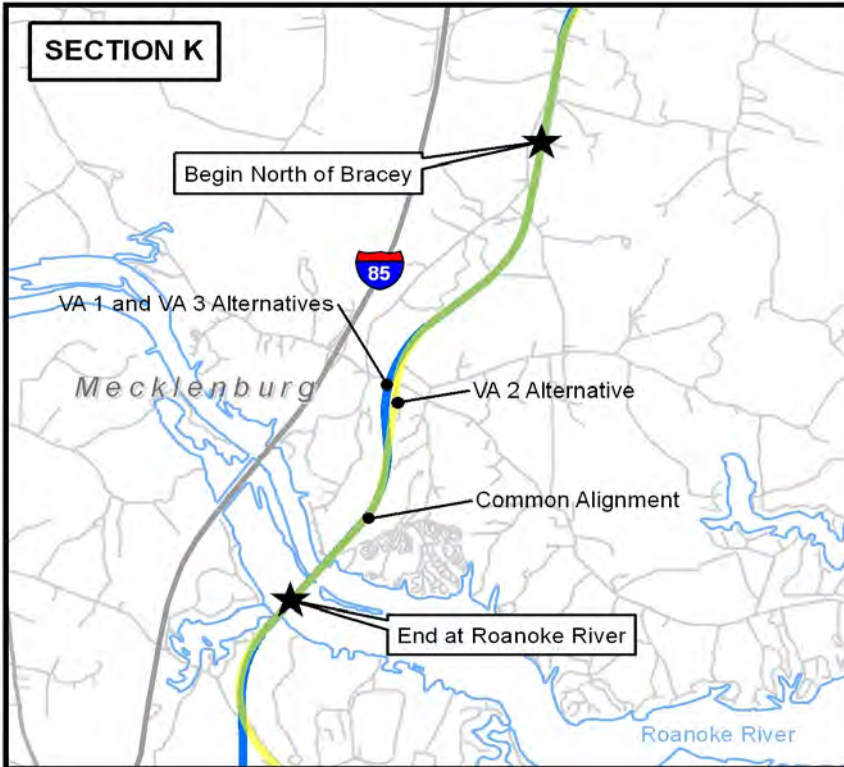 SECTION K
Begin North of Bracey
85
VA 1 and VA 3 Alternatives
Mecklenburg
VA 2 Alternative
Common Alignment
End at Roanoke River
Roanoke River